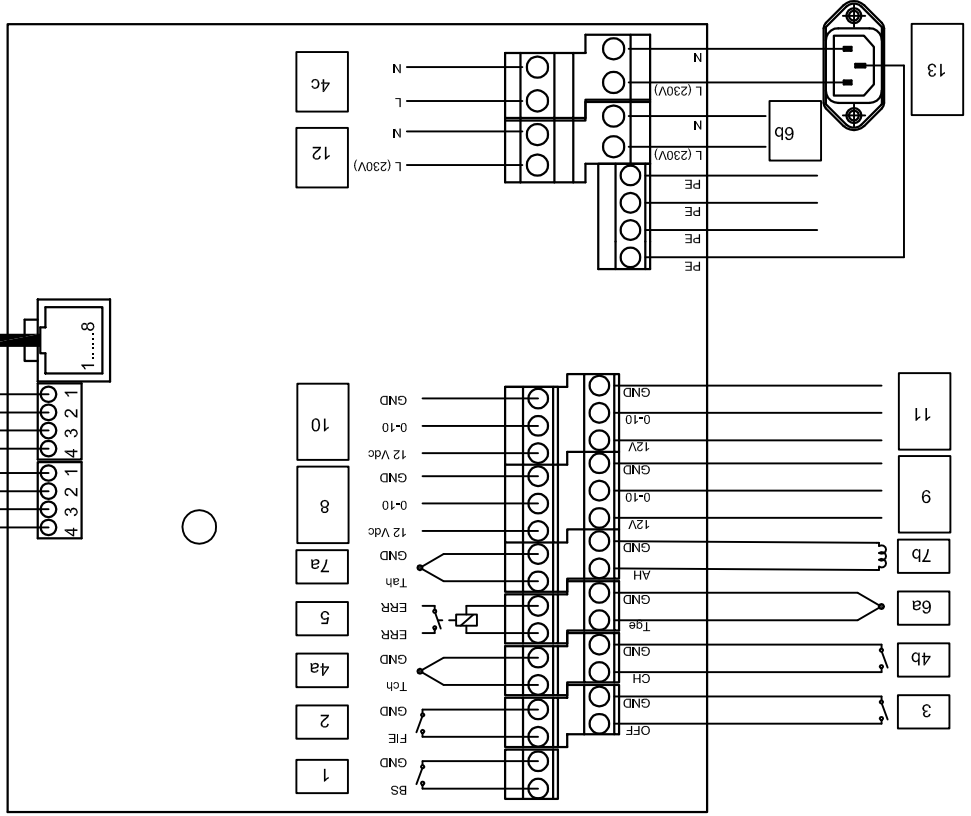 4c
N
L
12
N
L (230V)
N
L (230V)
N
L (230V)
PE
PE
PE
PE
13
6b
1.....8
1
2
3
4
1
2
3
4
10
GND
0-10
12 Vdc
8
GND
0-10
12 Vdc
7a
GND
Tah
5
ERR
ERR
4a
GND
Tch
2
GND
FIE
1
GND
BS
11
GND
0-10
12V
9
GND
0-10
12V
7b
GND
AH
6a
GND
Tge
4b
GND
CH
3
GND
OFF